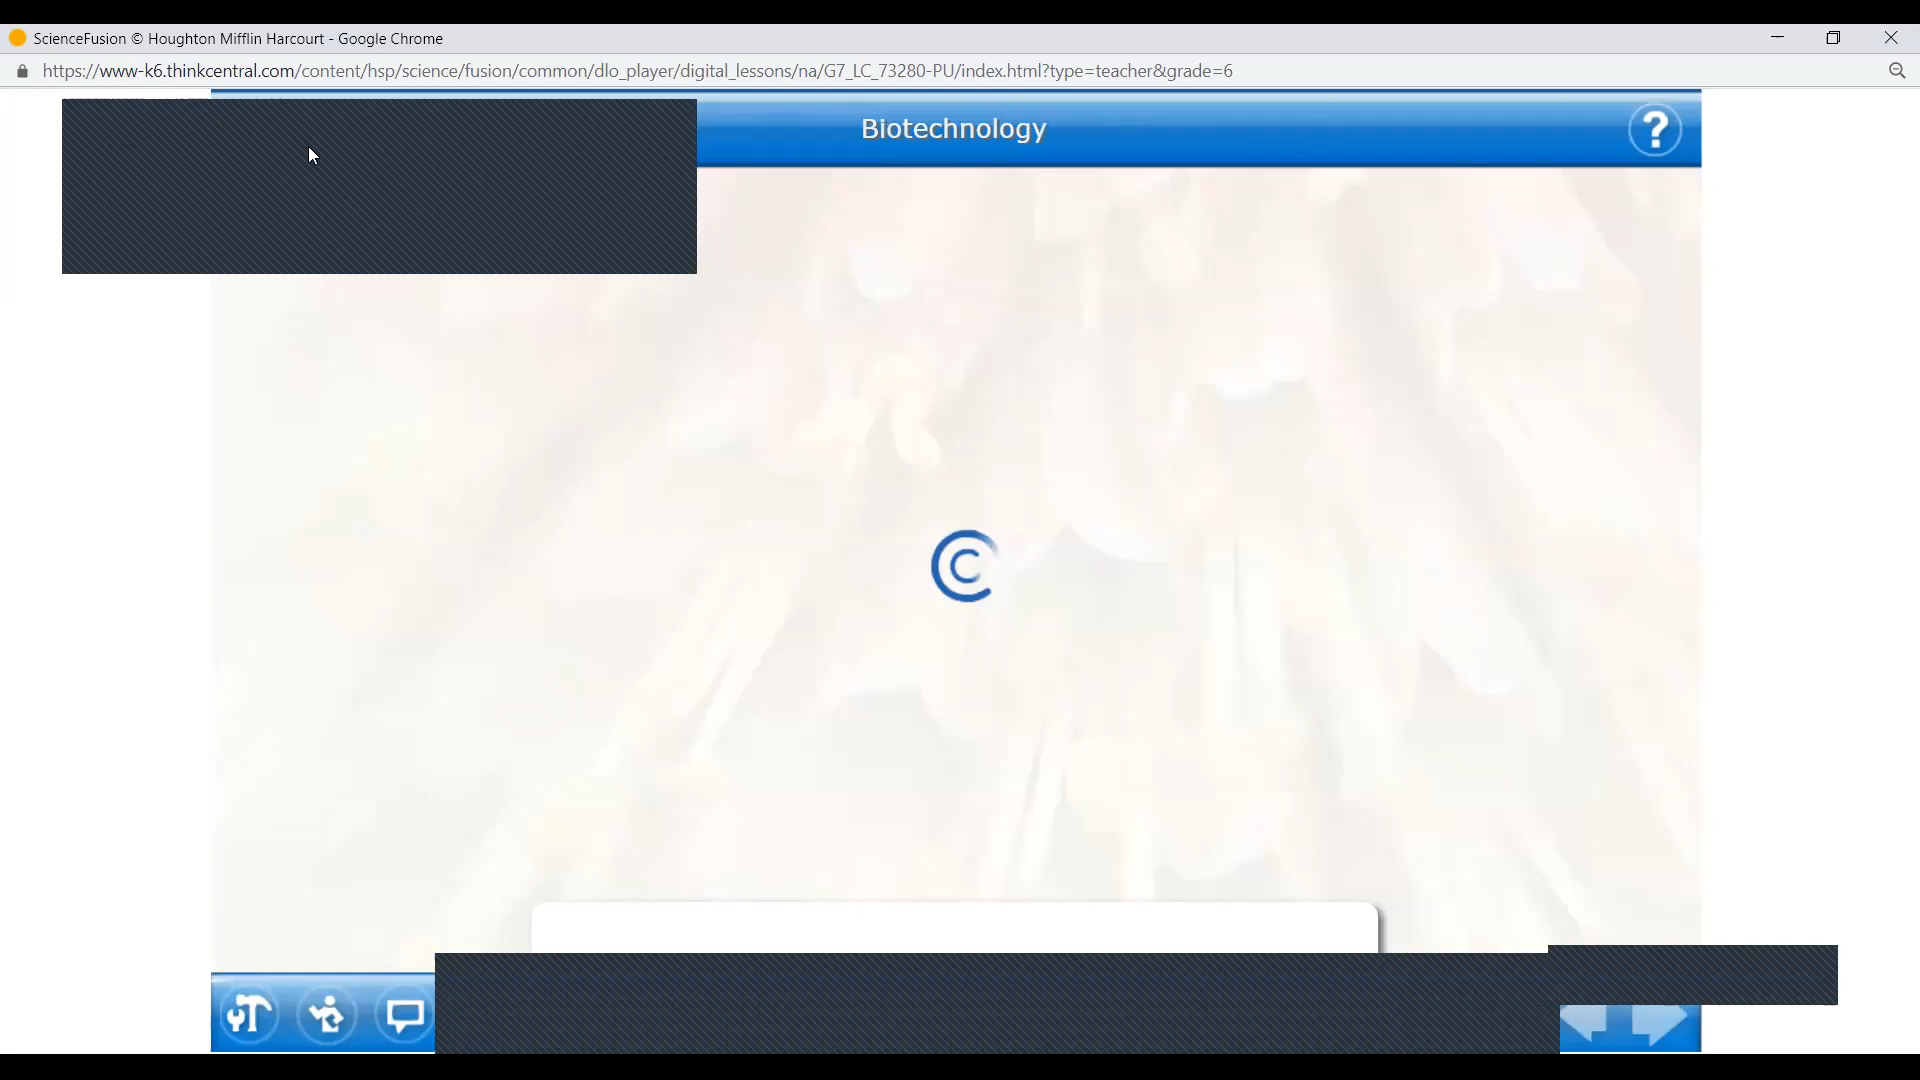 ScienceFusion © Houghton Mifflin Harcourt - Google Chrome
https://www-k6.thinkcentral.com/content/hsp/science/fusion/common/dlo_player/digital_lessons/na/G7_LC_73280-PU/index.html?type=teacher&grade=6
Biotechnology